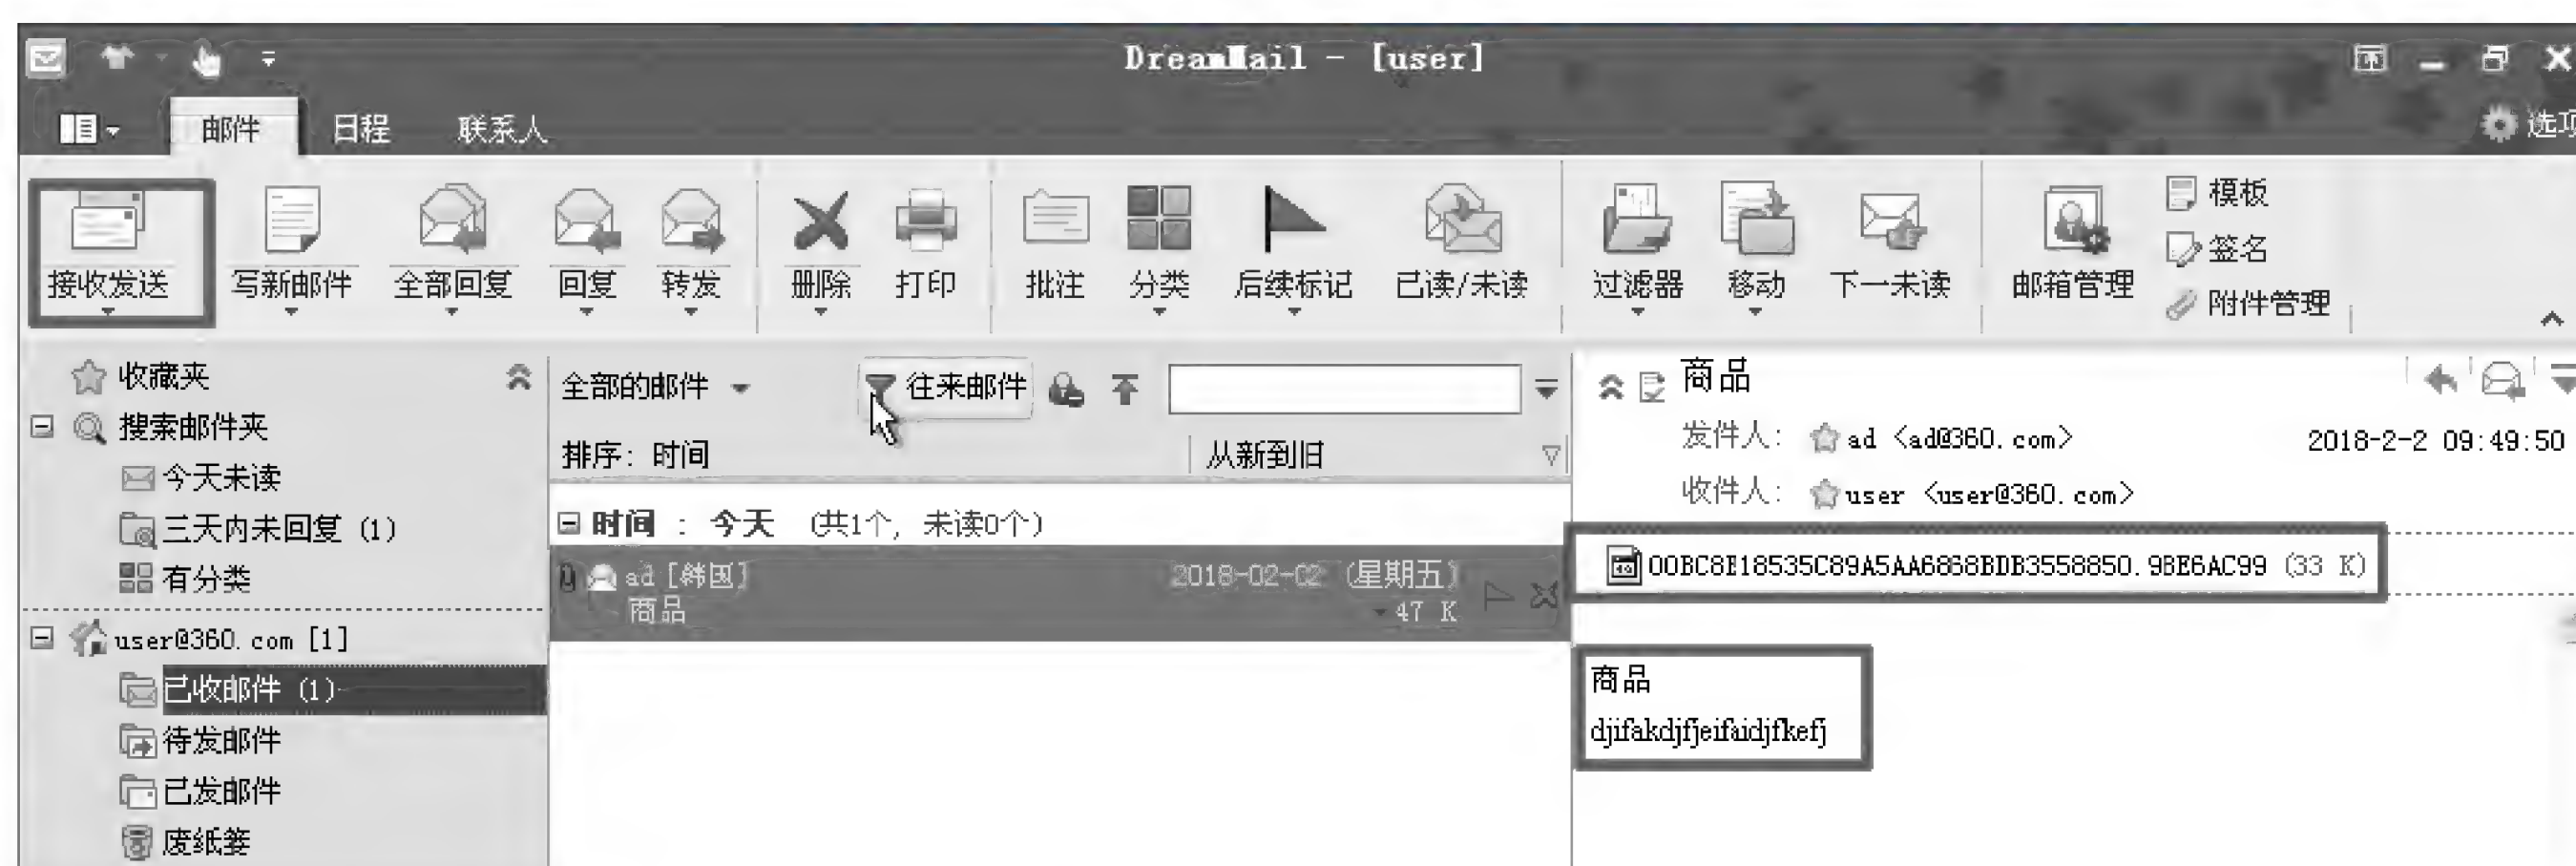 DreamMail - [user]
邮件 日程 联系人
接收发送 写新邮件 全部回复 回复 转发 删除 打印 批注 分类 后续标记 已读/未读 过滤器 移动 下一未读 邮箱管理
模板
签名
附件管理
收藏夹
搜索邮件夹
今天未读
三天内未回复 (1)
有分类
user@360.com [1]
已收邮件 (1)
待发邮件
已发邮件
废纸篓
全部的邮件 往来邮件
排序: 时间 从新到旧
时间 : 今天 (共1个, 未读0个)
ad [韩国] 2018-02-02 (星期五)
商品 47 K
商品
发件人: ad <ad@360.com> 2018-2-2 09:49:50
收件人: user <user@360.com>
00BC8E18535C89A5AA6868BDB3558850.9BE6AC99 (33 K)
商品
djifakdjfjeifaidjfkefj